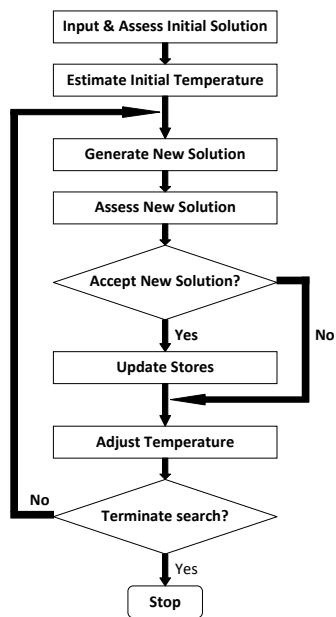 Input & Assess Initial Solution
Estimate Initial Temperature
Generate New Solution
Assess New Solution
Accept New Solution?
Yes
No
Update Stores
Adjust Temperature
No
Terminate search?
Yes
Stop